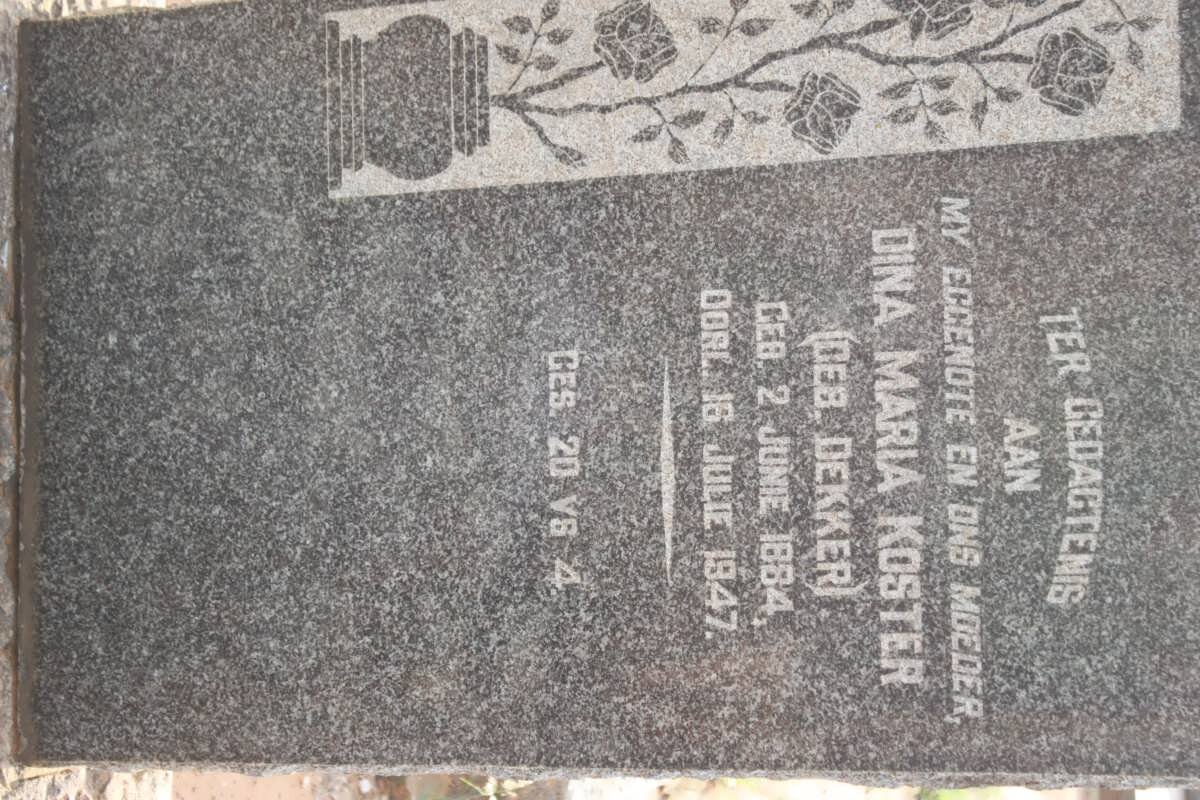 TER GEDAGTENIS
AAN
MY ECGENOTE EN ONS MOEDER,
DINA MARIA KOSTER
(GEB. DEKKER)
GEB. 2 JUNIE 1884,
OORL. 16 JULIE 1947.
GES. 20 VS 4.